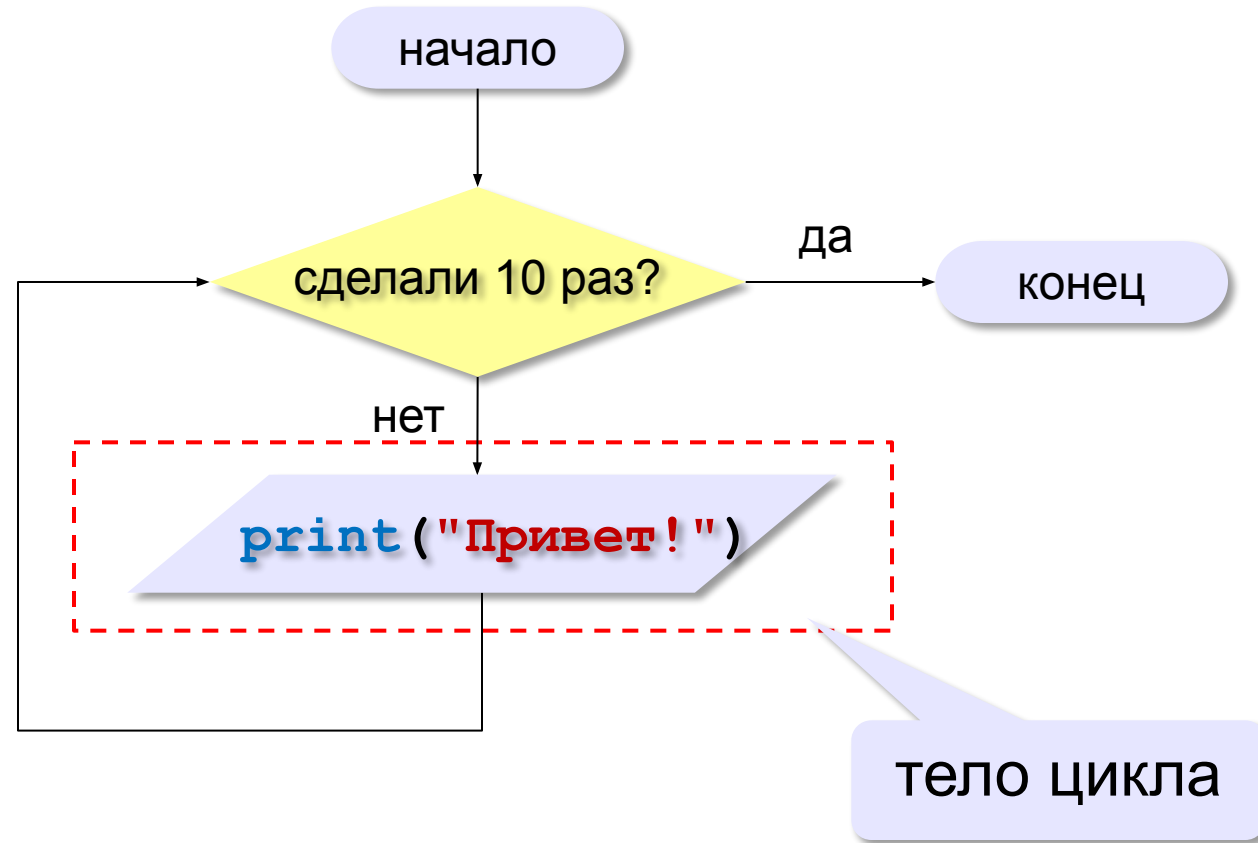 начало
сделали 10 раз?
да
конец
нет
print("Привет!")
тело цикла